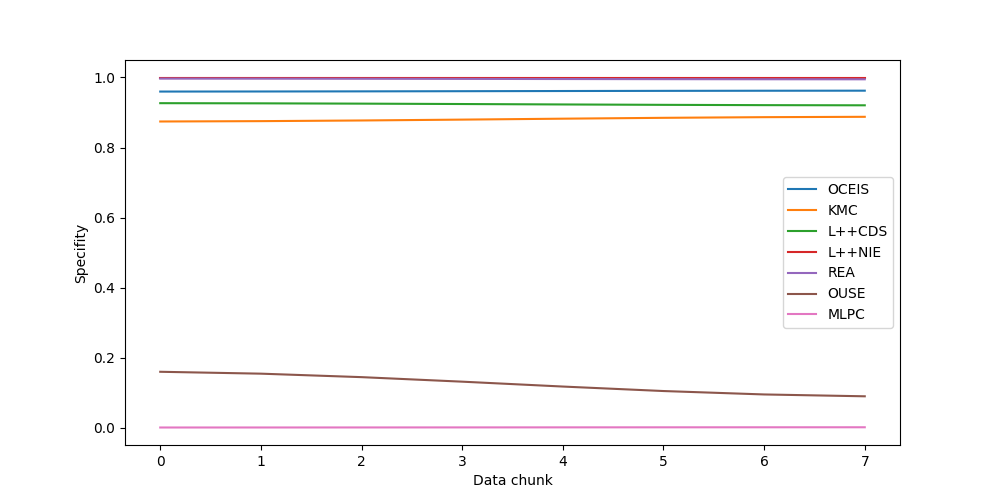 1.0
0.8
0.6
0.4
0.2
0.0
Specifity
0 1 2 3 4 5 6 7
Data chunk
OCEIS
KMC
L++CDS
L++NIE
REA
OUSE
MLPC